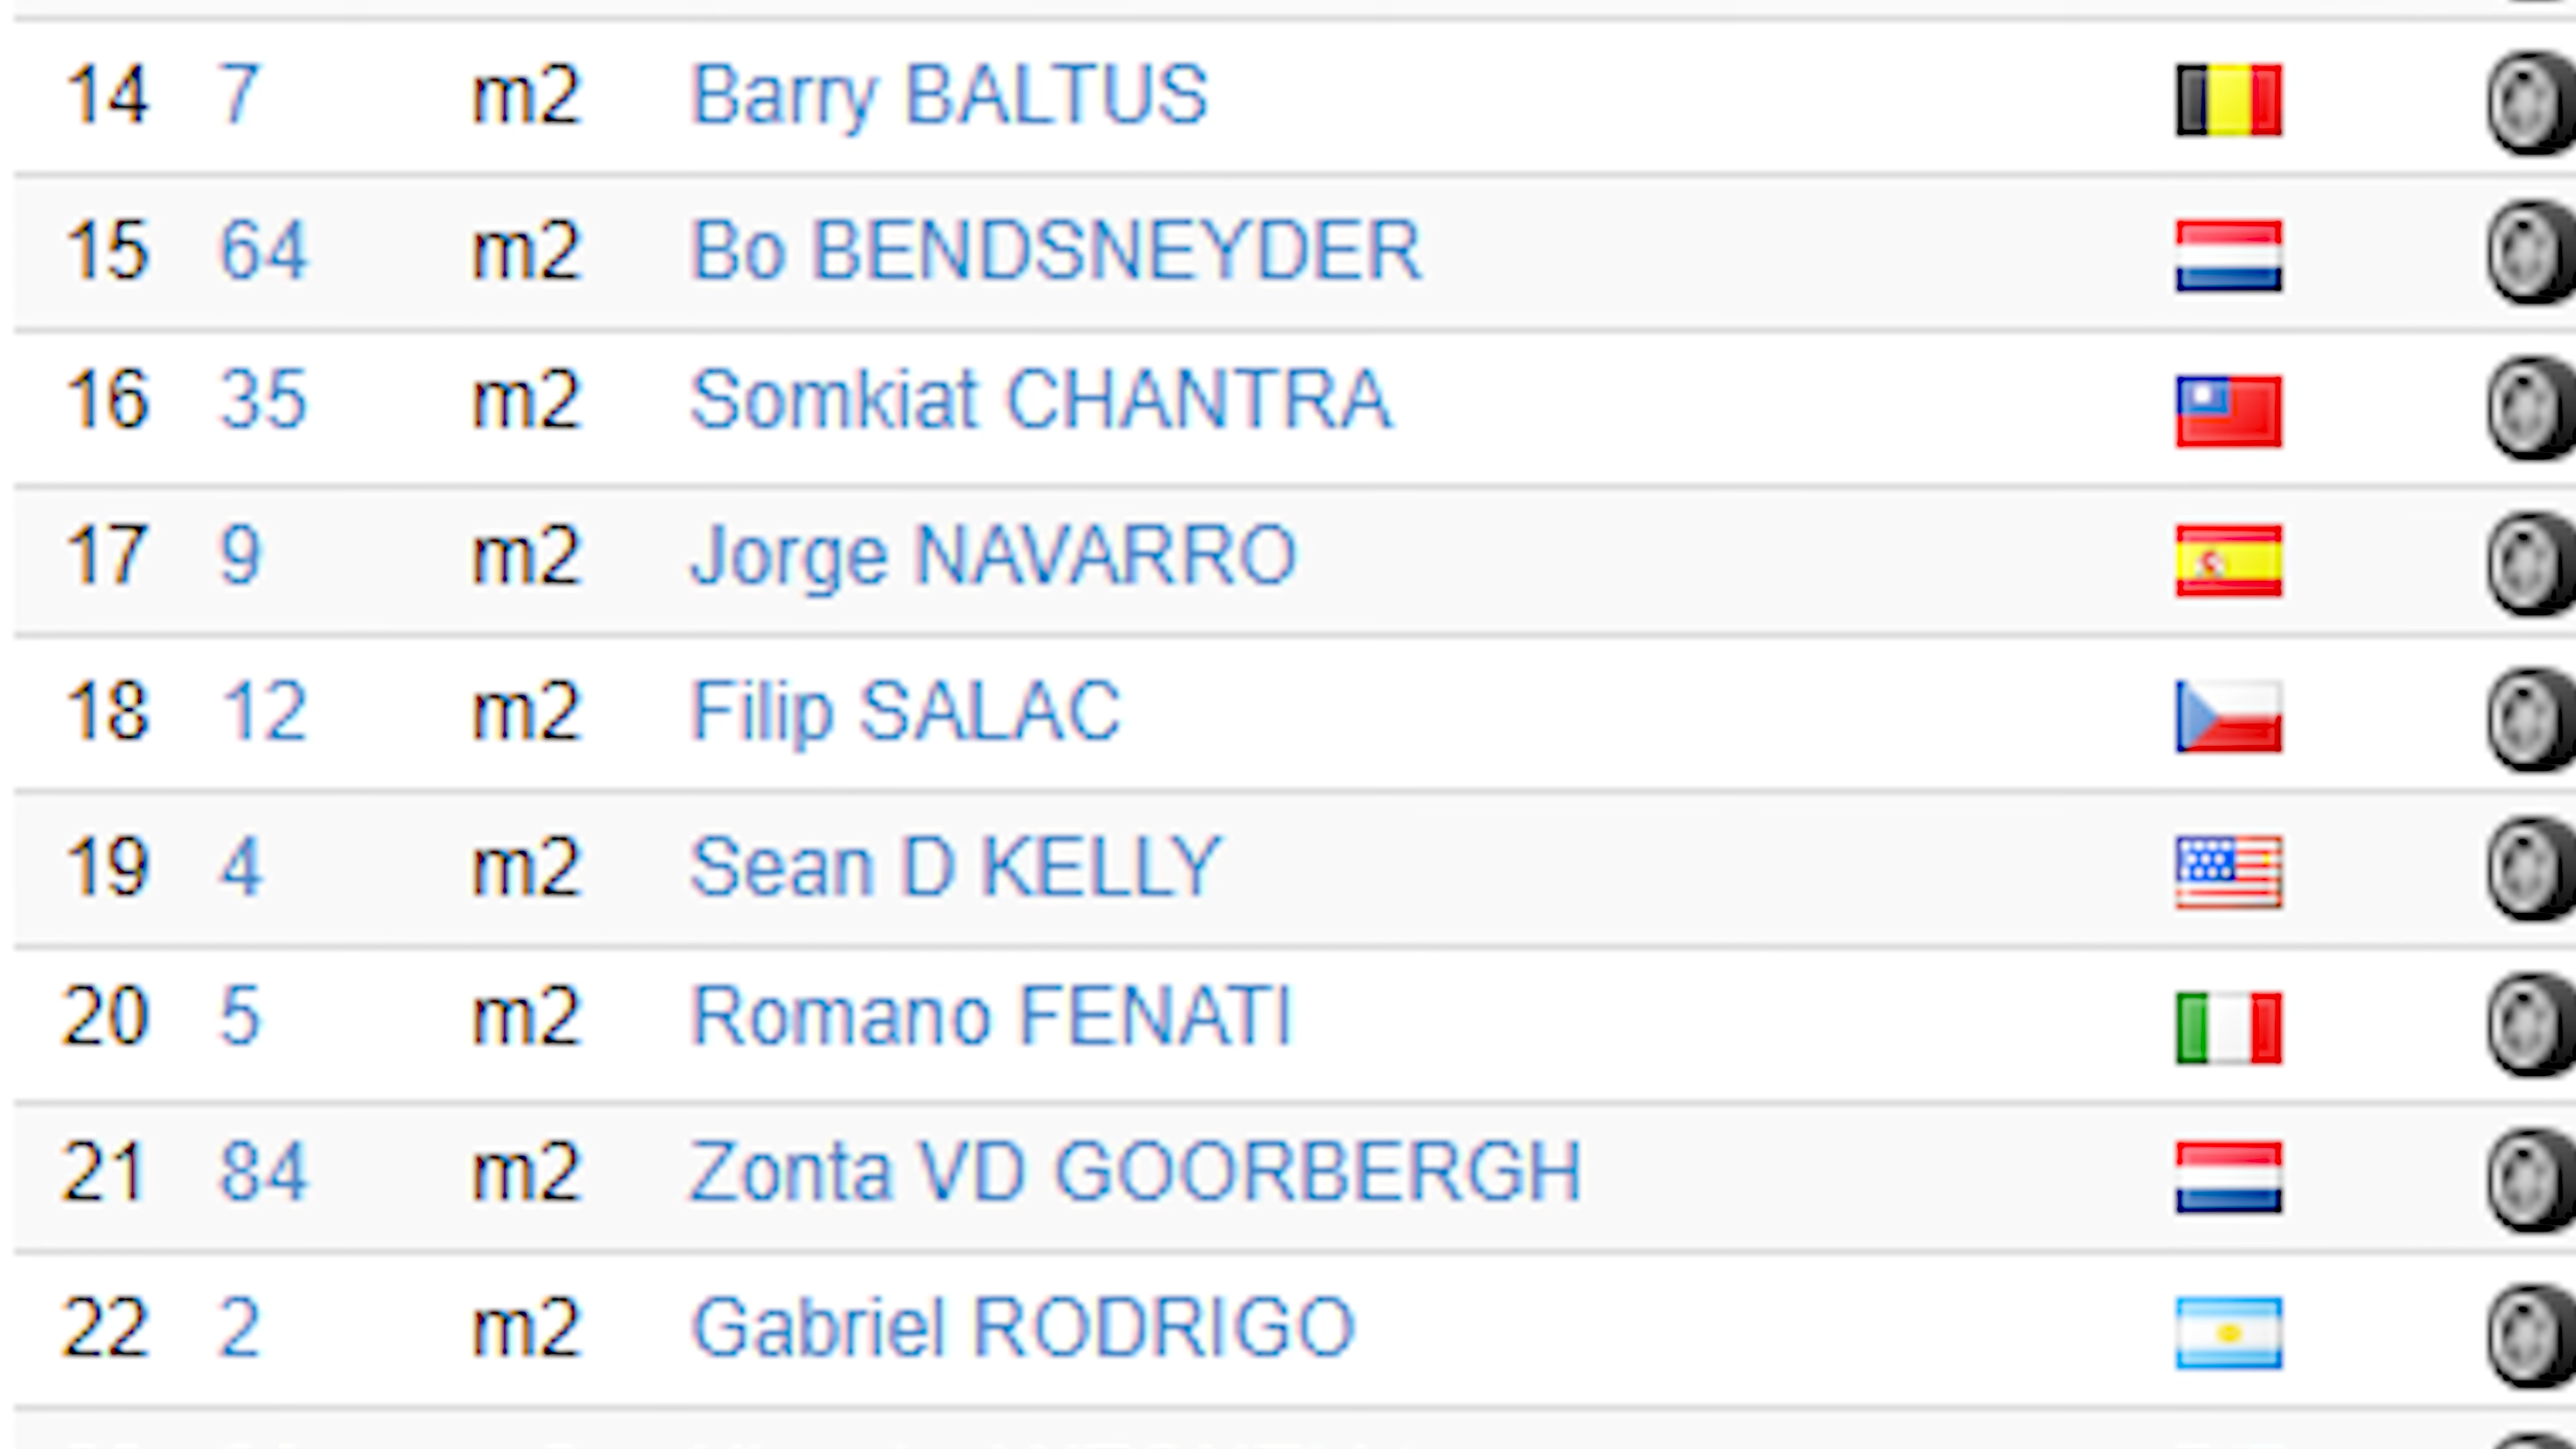 14 7 m2 Barry BALTUS
15 64 m2 Bo BENDSNEYDER
16 35 m2 Somkiat CHANTRA
17 9 m2 Jorge NAVARRO
18 12 m2 Filip SALAC
19 4 m2 Sean D KELLY
20 5 m2 Romano FENATI
21 84 m2 Zonta VD GOORBERGH
22 2 m2 Gabriel RODRIGO